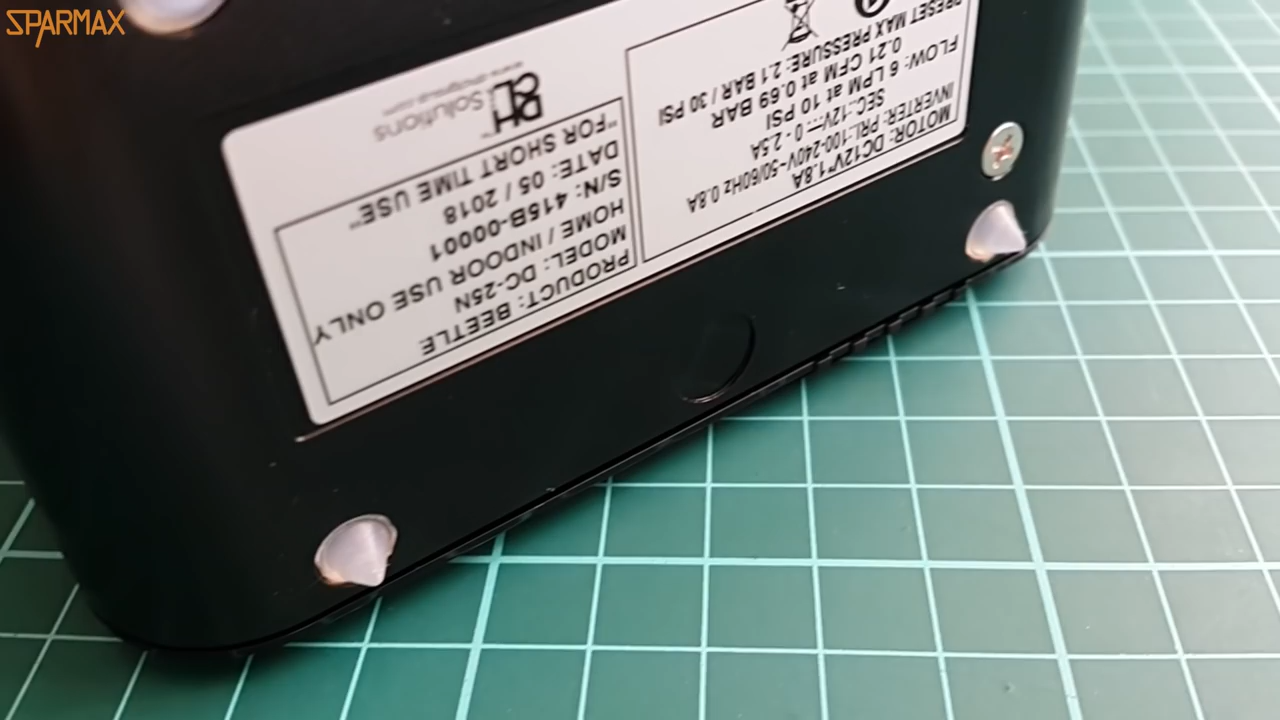 SPARMAX
PRODUCT: BEETLE
MODEL: DC-25N
HOME / INDOOR USE ONLY
S/N: 415B-00001
DATE: 05 / 2018
"FOR SHORT TIME USE"
Solutions
MOTOR: DC12V*1.8A
INVERTER: PRI.:100-240V~50/60Hz 0.8A
SEC.:12V⎓ 0 - 2.5A
FLOW: 6 LPM at 10 PSI
0.21 CFM at 0.69 BAR
PRESET MAX PRESSURE: 2.1 BAR / 30 PSI